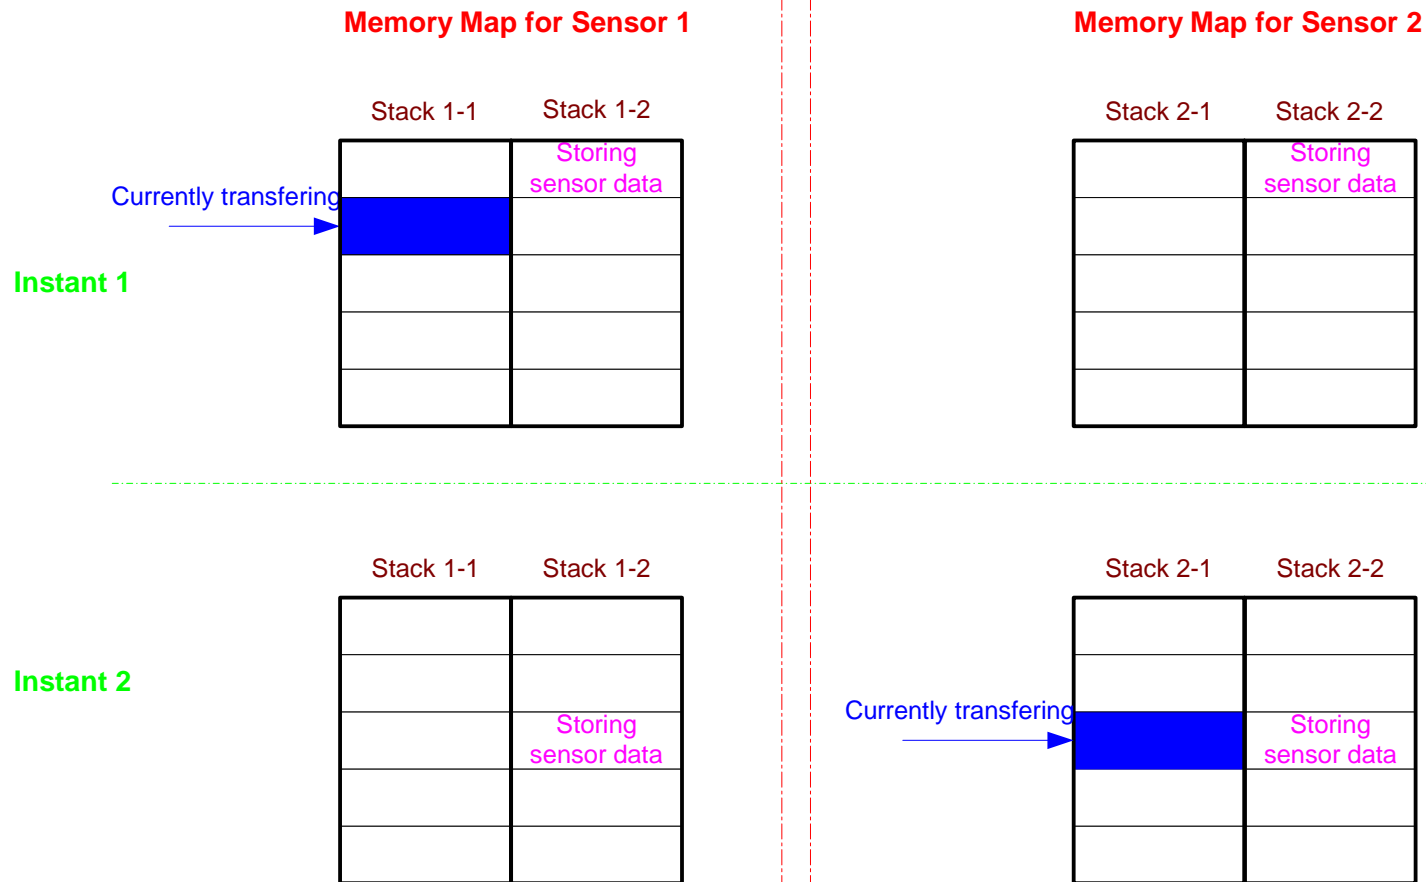 Memory Map for Sensor 1
Memory Map for Sensor 2
Stack 1-1
Stack 1-2
Stack 2-1
Stack 2-2
Storing
sensor data
Storing
sensor data
Currently transfering
Instant 1
Stack 1-1
Stack 1-2
Stack 2-1
Stack 2-2
Instant 2
Storing
sensor data
Currently transfering
Storing
sensor data